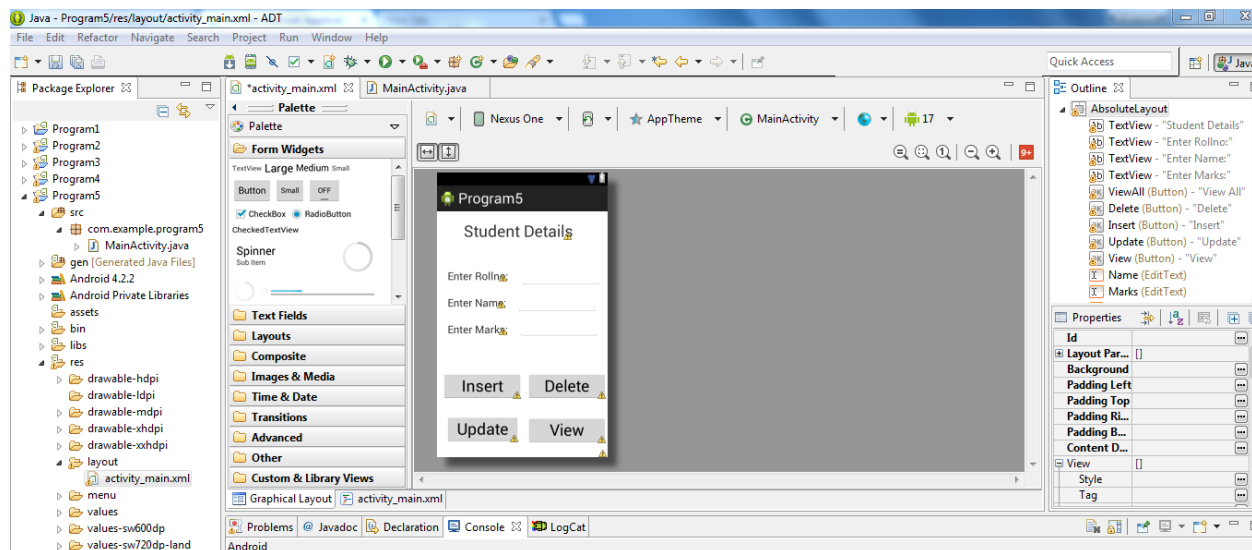 Java - Program5/res/layout/activity_main.xml - ADT
File Edit Refactor Navigate Search Project Run Window Help
Quick Access
Java
Package Explorer
Program1
Program2
Program3
Program4
Program5
src
com.example.program5
MainActivity.java
gen [Generated Java Files]
Android 4.2.2
Android Private Libraries
assets
bin
libs
res
drawable-hdpi
drawable-ldpi
drawable-mdpi
drawable-xhdpi
drawable-xxhdpi
layout
activity_main.xml
menu
values
values-sw600dp
values-sw720dp-land
*activity_main.xml MainActivity.java
Palette
Palette
Form Widgets
TextView Large Medium Small
Button Small OFF
CheckBox RadioButton
CheckedTextView
Spinner
Sub Item
Text Fields
Layouts
Composite
Images & Media
Time & Date
Transitions
Advanced
Other
Custom & Library Views
Graphical Layout activity_main.xml
Nexus One AppTheme MainActivity 17
9+
Program5
Student Details
Enter Rollno:
Enter Name:
Enter Marks:
Insert Delete
Update View
Problems Javadoc Declaration Console LogCat
Android
Outline
AbsoluteLayout
TextView - "Student Details"
TextView - "Enter Rollno:"
TextView - "Enter Name:"
TextView - "Enter Marks:"
ViewAll (Button) - "View All"
Delete (Button) - "Delete"
Insert (Button) - "Insert"
Update (Button) - "Update"
View (Button) - "View"
Name (EditText)
Marks (EditText)
Properties
Id
Layout Par... []
Background
Padding Left
Padding Top
Padding Ri...
Padding B...
Content D...
View []
Style
Tag